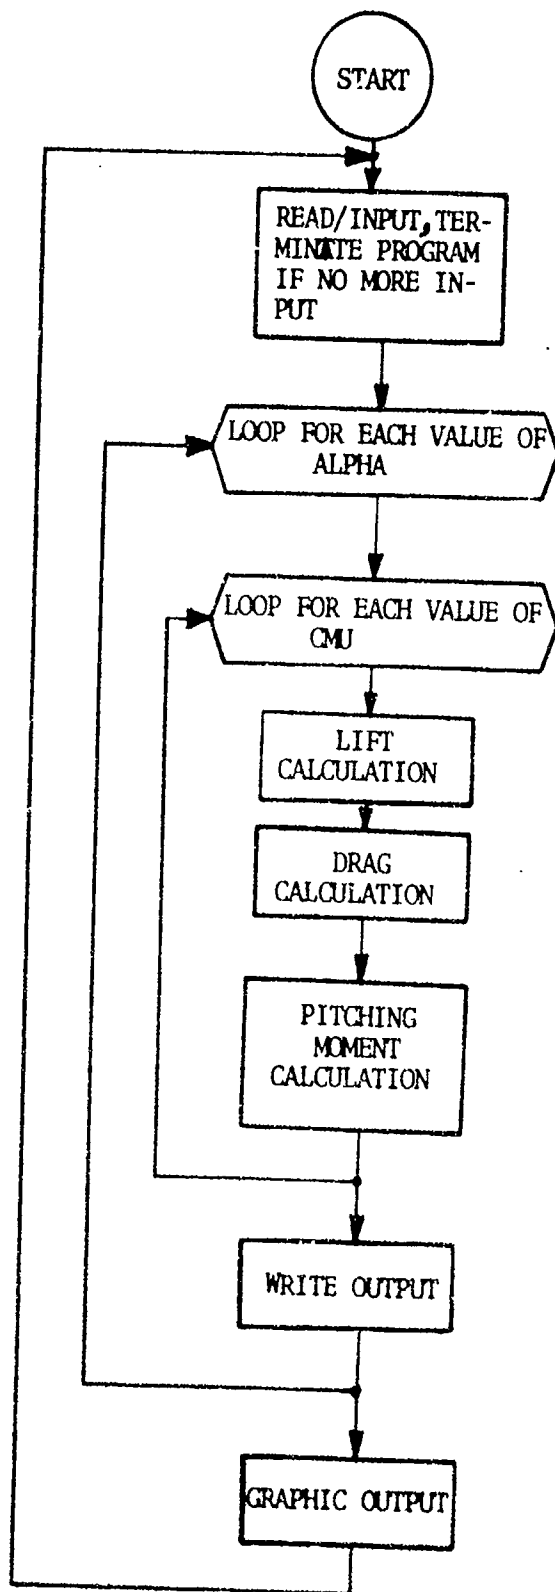 START
READ/INPUT, TER-
MINATE PROGRAM
IF NO MORE IN-
PUT
LOOP FOR EACH VALUE OF
ALPHA
LOOP FOR EACH VALUE OF
CMU
LIFT
CALCULATION
DRAG
CALCULATION
PITCHING
MOMENT
CALCULATION
WRITE OUTPUT
GRAPHIC OUTPUT